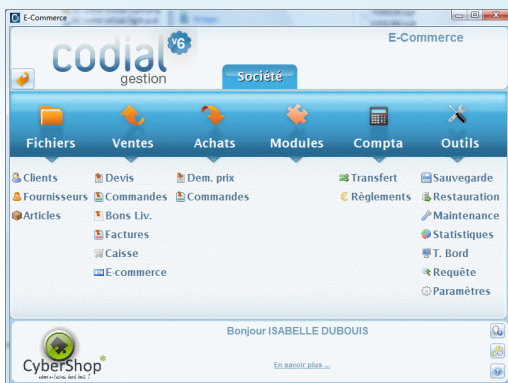 E-Commerce
codial
V6
gestion
E-Commerce
Société
Fichiers Ventes Achats Modules Compta Outils
Clients Devis Dem. prix Transfert Sauvegarde
Fournisseurs Commandes Commandes Règlements Restauration
Articles Bons Liv. Maintenance
Factures Statistiques
Caisse T. Bord
E-commerce Requête
Paramètres
Bonjour ISABELLE DUBOUIS
CyberShop
En savoir plus ...